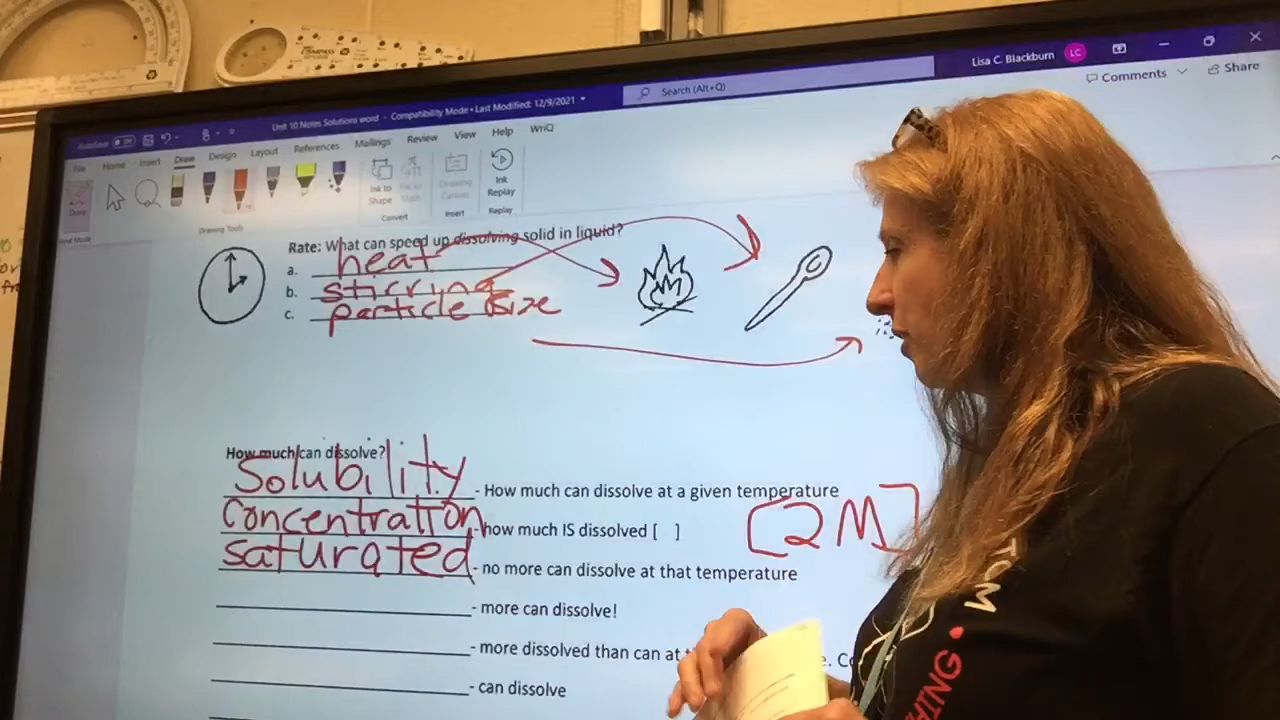 Lisa C. Blackburn LC
Unit 10 Notes Solutions word - Compatibility Mode • Last Modified: 12/9/2021
Search (Alt+Q)
Comments Share
File Home Insert Draw Design Layout References Mailings Review View Help WriQ
Ink to Shape
Ink to Math
Drawing Canvas
Ink Replay
Convert Insert Replay
Drawing Tools
Rate: What can speed up dissolving solid in liquid?
a. heat
b. stirring
c. particle size
How much can dissolve?
Solubility - How much can dissolve at a given temperature
Concentration - how much IS dissolved [ ] [2M]
saturated - no more can dissolve at that temperature
- more can dissolve!
- more dissolved than can at
- can dissolve